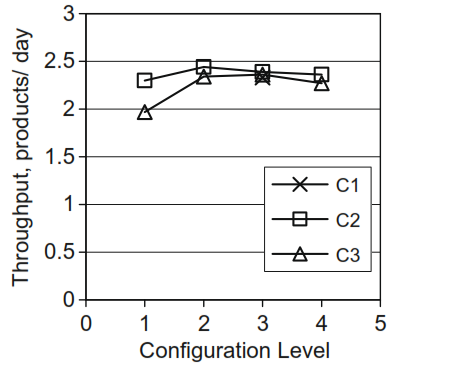 Throughput, products/ day
3
2.5
2
1.5
1
0.5
0
0 1 2 3 4 5
Configuration Level
C1
C2
C3